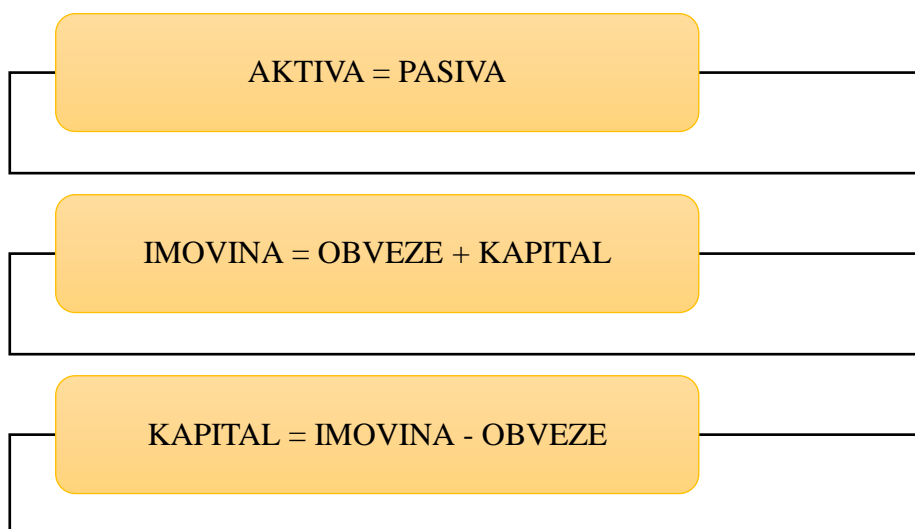 AKTIVA = PASIVA
IMOVINA = OBVEZE + KAPITAL
KAPITAL = IMOVINA - OBVEZE